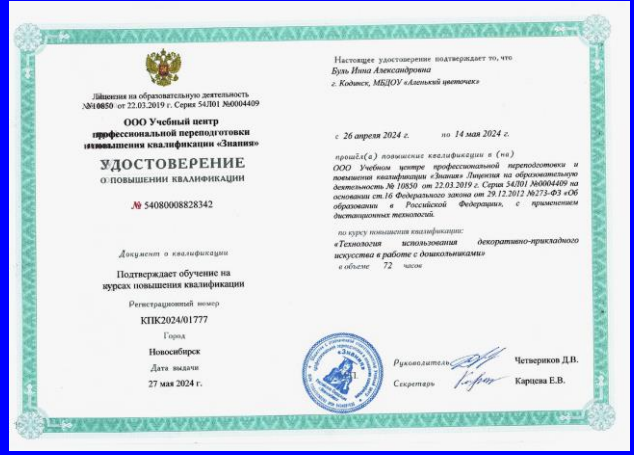 Лицензия на образовательную деятельность
№10850 от 22.03.2019 г. Серия 54Л01 №0004409
ООО Учебный центр
профессиональной переподготовки
и повышения квалификации «Знания»
УДОСТОВЕРЕНИЕ
О ПОВЫШЕНИИ КВАЛИФИКАЦИИ
№ 54080008828342
Документ о квалификации
Подтверждает обучение на
курсах повышения квалификации
Регистрационный номер
КПК2024/01777
Город
Новосибирск
Дата выдачи
27 мая 2024 г.
Настоящее удостоверение подтверждает то, что
Буль Инна Александровна
г. Кодинск, МБДОУ «Аленький цветочек»
с 26 апреля 2024 г. по 14 мая 2024 г.
прошёл(а) повышение квалификации в (на)
ООО Учебном центре профессиональной переподготовки и
повышения квалификации «Знания» Лицензия на образовательную
деятельность № 10850 от 22.03.2019 г. Серия 54Л01 №0004409 на
основании ст.16 Федерального закона от 29.12.2012 №273-ФЗ «Об
образовании в Российской Федерации», с применением
дистанционных технологий.
по курсу повышения квалификации:
«Технология использования декоративно-прикладного
искусства в работе с дошкольниками»
в объеме 72 часов
«Знания»
М.П.
Руководитель Четвериков Д.В.
Секретарь Карцева Е.В.